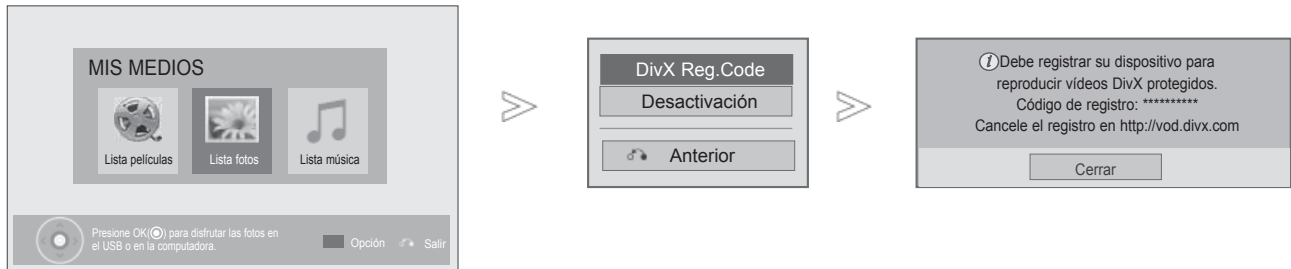 MIS MEDIOS
Lista películas
Lista fotos
Lista música
Presione OK(◉) para disfrutar las fotos en
el USB o en la computadora.
Opción
Salir
DivX Reg.Code
Desactivación
Anterior
Debe registrar su dispositivo para
reproducir vídeos DivX protegidos.
Código de registro: **********
Cancele el registro en http://vod.divx.com
Cerrar